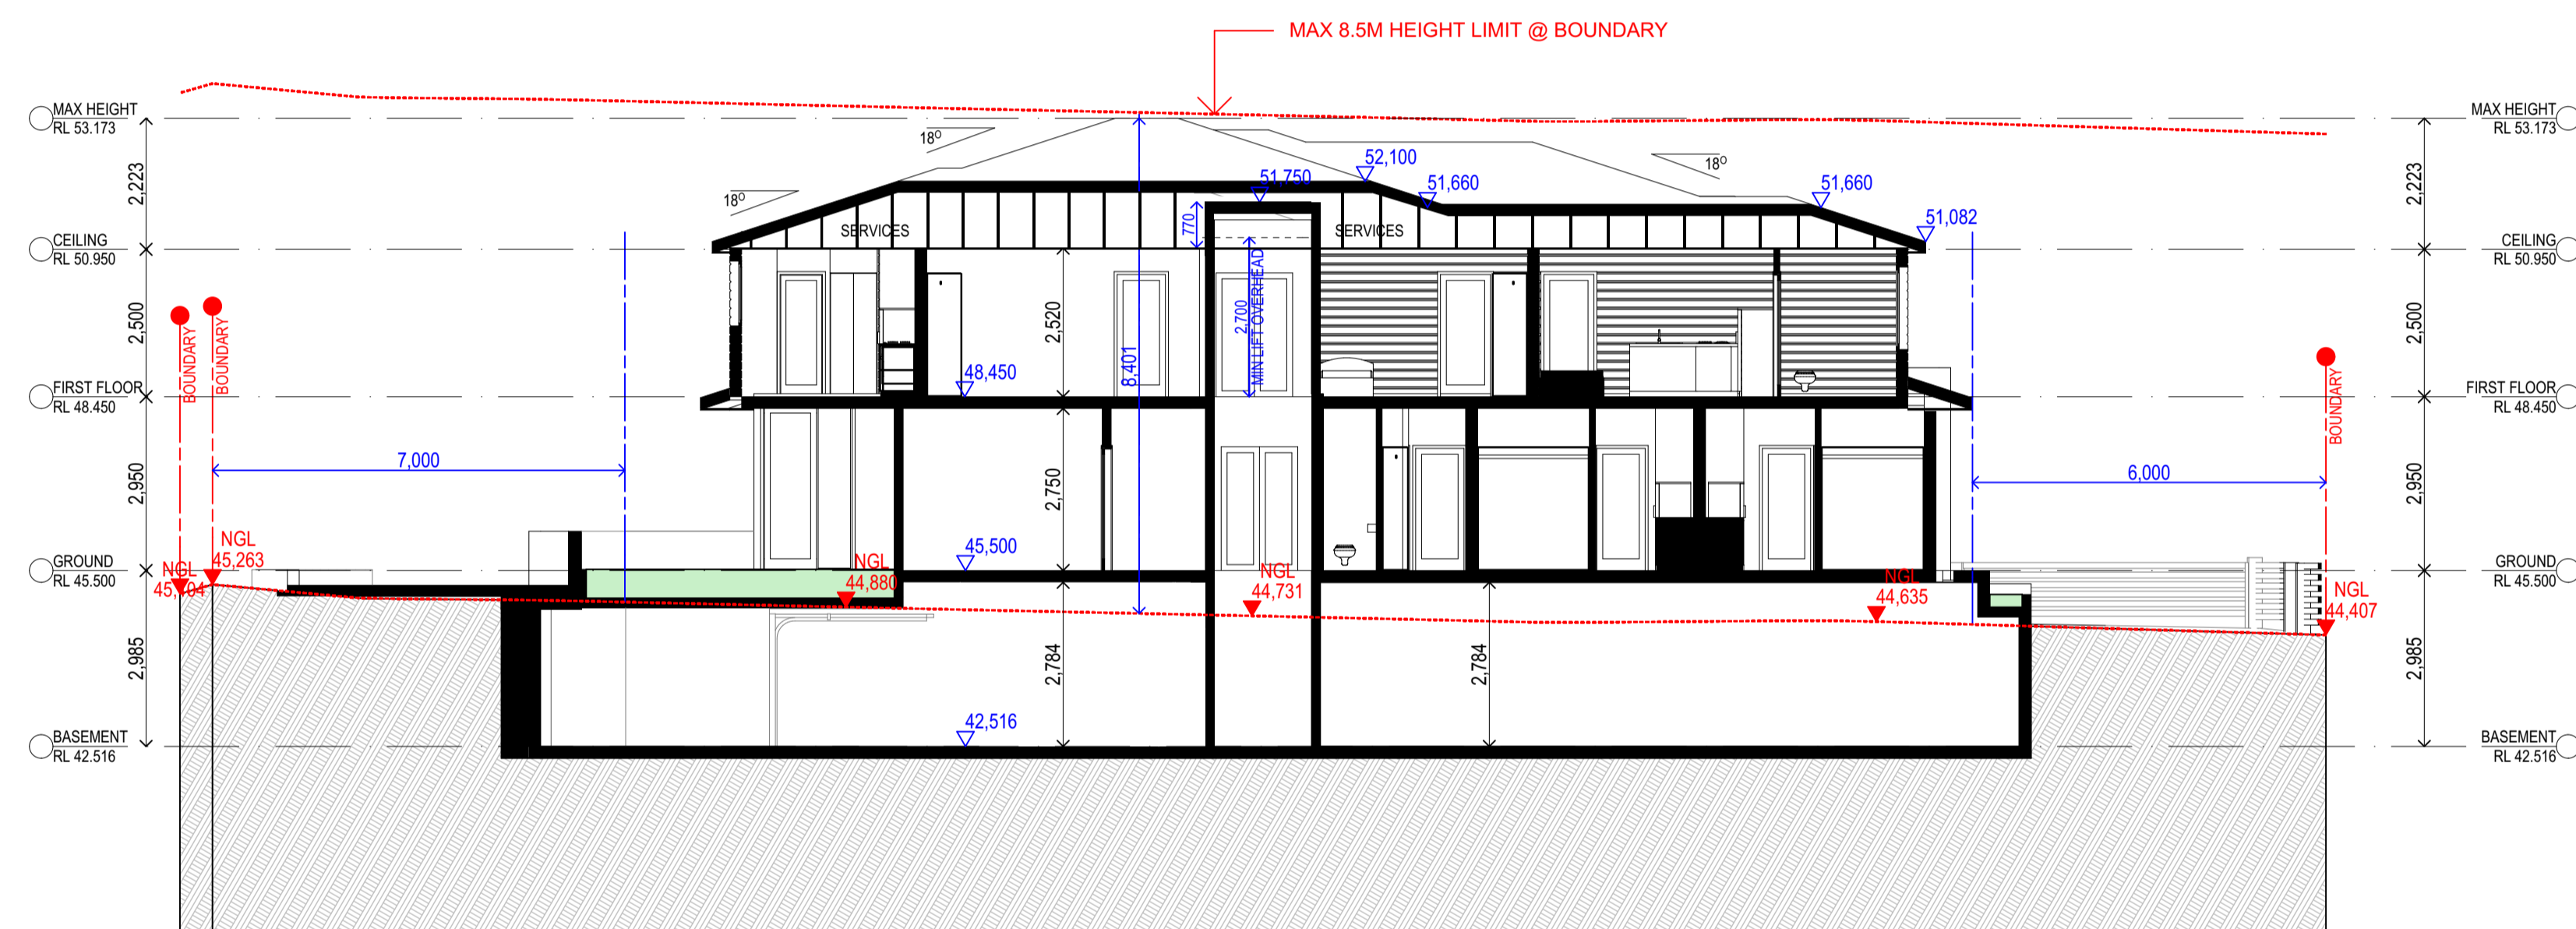 MAX 8.5M HEIGHT LIMIT @ BOUNDARY
MAX HEIGHT
RL 53.173
MAX HEIGHT
RL 53.173
18°
18°
18°
52,100
51,750
51,660
51,660
51,082
2,223
2,223
770
SERVICES
SERVICES
CEILING
RL 50.950
CEILING
RL 50.950
BOUNDARY
BOUNDARY
BOUNDARY
2,500
2,520
8,401
2,700
MIN LIFT OVERHEAD
2,500
48,450
FIRST FLOOR
RL 48.450
FIRST FLOOR
RL 48.450
7,000
6,000
2,950
2,750
2,950
NGL
45,263
NGL
NGL
44,880
45,500
NGL
44,731
NGL
44,635
NGL
44,407
GROUND
RL 45.500
GROUND
RL 45.500
2,985
2,784
2,784
2,985
42,516
BASEMENT
RL 42.516
BASEMENT
RL 42.516